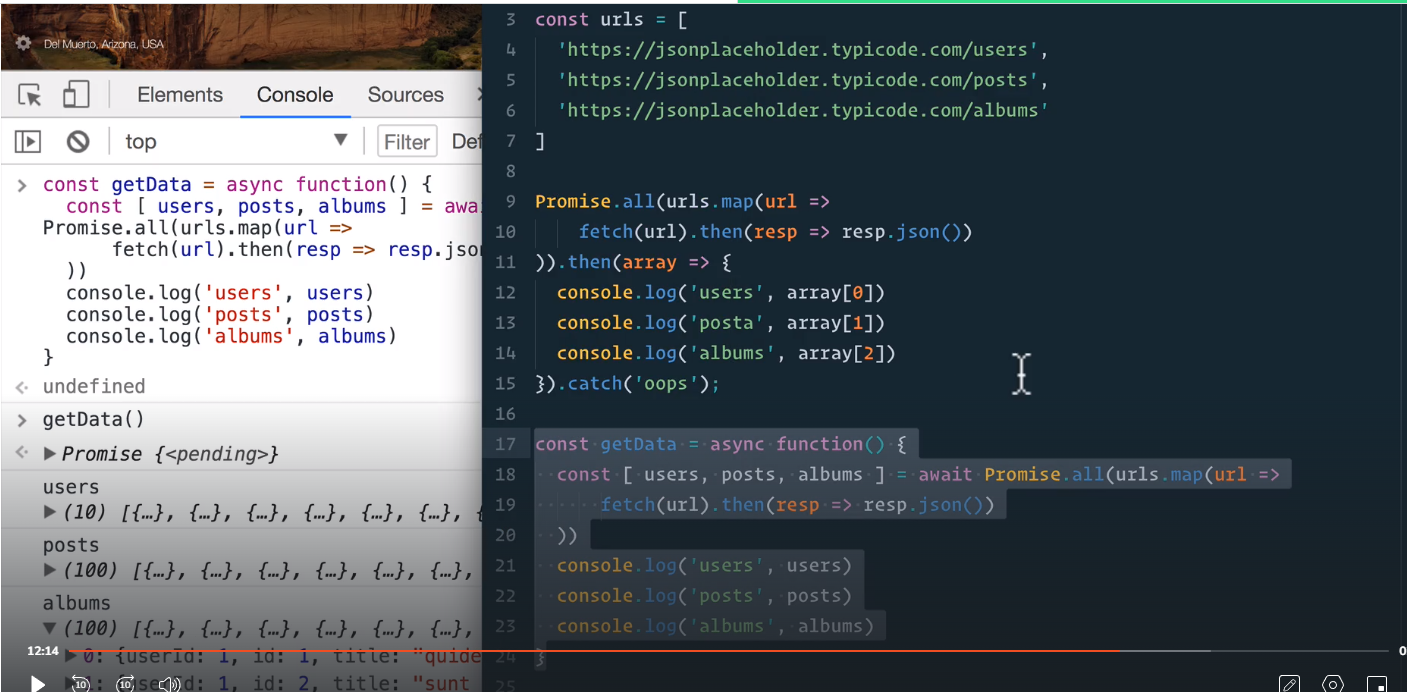 Del Muerto, Arizona, USA
Elements Console Sources
top Filter Def
const getData = async function() {
const [ users, posts, albums ] = awa
Promise.all(urls.map(url =>
fetch(url).then(resp => resp.jso
))
console.log('users', users)
console.log('posts', posts)
console.log('albums', albums)
}
undefined
getData()
Promise {<pending>}
users
(10) [{…}, {…}, {…}, {…}, {…}, {…}, {
posts
(100) [{…}, {…}, {…}, {…}, {…}, {…},
albums
(100) [{…}, {…}, {…}, {…}, {…}, {…},
0: {userId: 1, id: 1, title: "quide
1: {userId: 1, id: 2, title: "sunt
3 const urls = [
4 'https://jsonplaceholder.typicode.com/users',
5 'https://jsonplaceholder.typicode.com/posts',
6 'https://jsonplaceholder.typicode.com/albums'
7 ]
8
9 Promise.all(urls.map(url =>
10 fetch(url).then(resp => resp.json())
11 )).then(array => {
12 console.log('users', array[0])
13 console.log('posta', array[1])
14 console.log('albums', array[2])
15 }).catch('oops');
16
17 const getData = async function() {
18 const [ users, posts, albums ] = await Promise.all(urls.map(url =>
19 fetch(url).then(resp => resp.json())
20 ))
21 console.log('users', users)
22 console.log('posts', posts)
23 console.log('albums', albums)
24 }
25
12:14
0
10 10